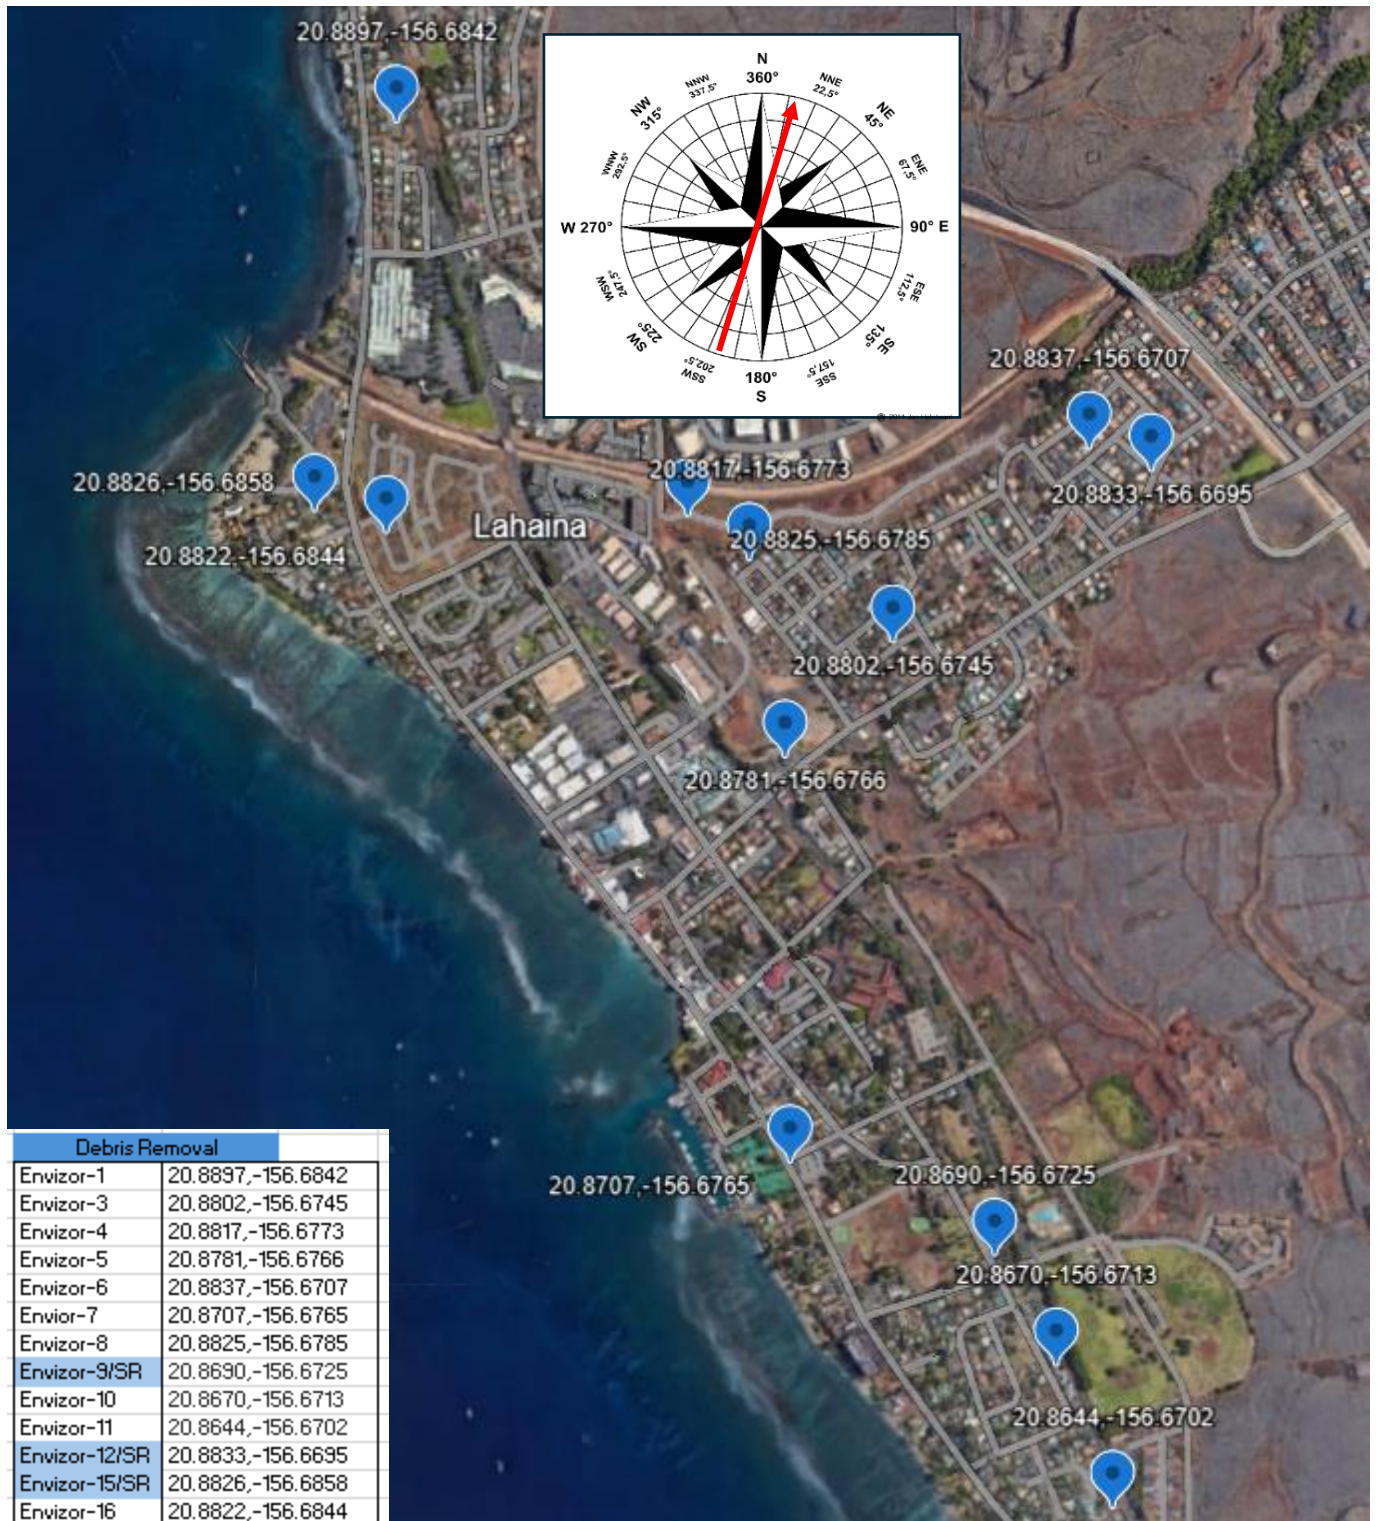 20.8897,-156.6842
N
360°
NNW
337,5°
NNE
22,5°
NW
315°
NE
45°
WNW
292,5°
ENE
67,5°
W 270°
90° E
WSW
247,5°
ESE
112,5°
SW
225°
SE
135°
SSW
202,5°
SSE
157,5°
180°
S
20.8837,-156.6707
20.8826,-156.6858
20.8817,-156.6773
20.8833,-156.6695
Lahaina
20.8825,-156.6785
20.8822,-156.6844
20.8802,-156.6745
20.8781,-156.6766
20.8707,-156.6765
20.8690,-156.6725
20.8670,-156.6713
20.8644,-156.6702
Debris Removal
Envizor-1 20.8897,-156.6842
Envizor-3 20.8802,-156.6745
Envizor-4 20.8817,-156.6773
Envizor-5 20.8781,-156.6766
Envizor-6 20.8837,-156.6707
Envior-7 20.8707,-156.6765
Envizor-8 20.8825,-156.6785
Envizor-9/SR 20.8690,-156.6725
Envizor-10 20.8670,-156.6713
Envizor-11 20.8644,-156.6702
Envizor-12/SR 20.8833,-156.6695
Envizor-15/SR 20.8826,-156.6858
Envizor-16 20.8822,-156.6844